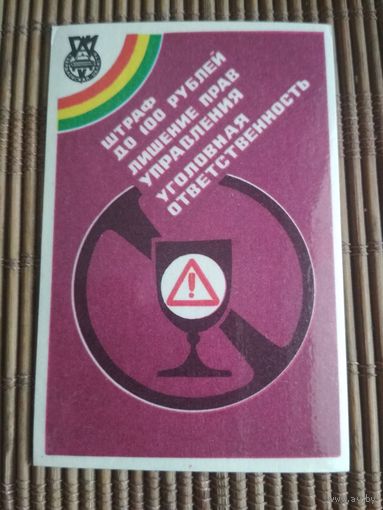 ШТРАФ
ДО 100 РУБЛЕЙ
ЛИШЕНИЕ ПРАВ
УПРАВЛЕНИЯ
УГОЛОВНАЯ
ОТВЕТСТВЕННОСТЬ